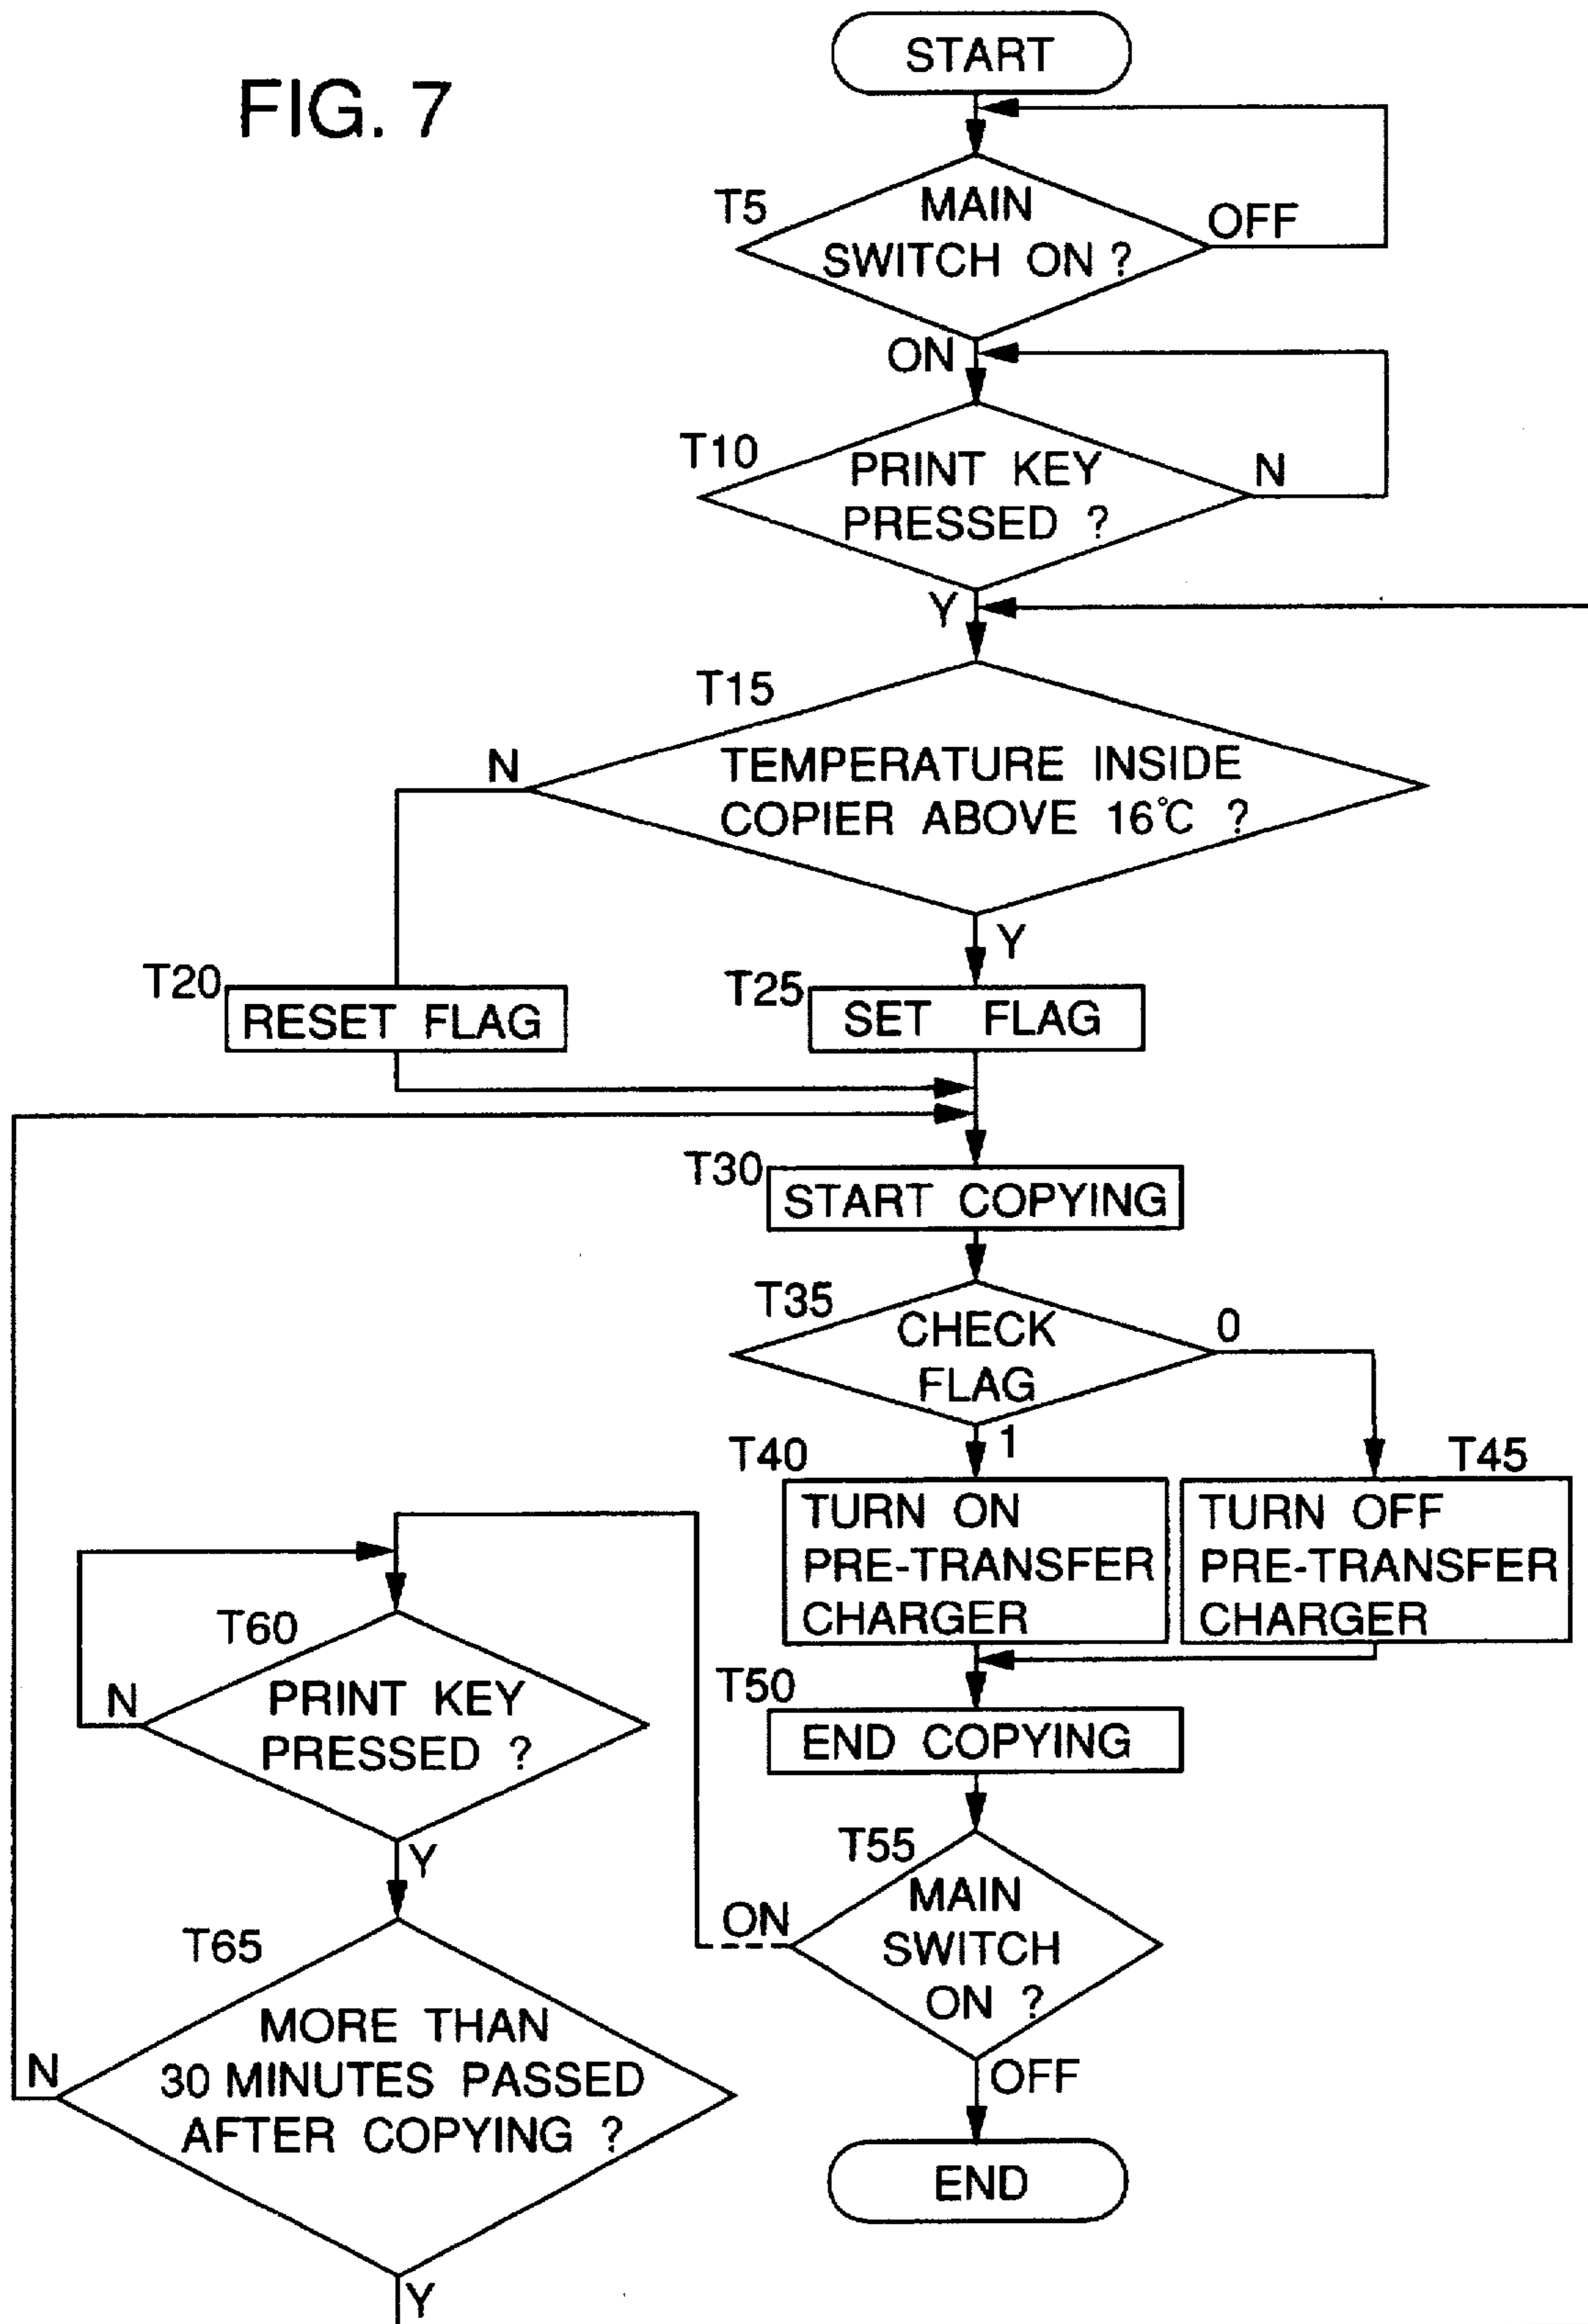 FIG. 7
START
T5
MAIN
SWITCH ON ?
OFF
ON
T10
PRINT KEY
PRESSED ?
N
Y
T15
N
TEMPERATURE INSIDE
COPIER ABOVE 16°C ?
Y
T20
RESET FLAG
T25
SET FLAG
T30
START COPYING
T35
CHECK
FLAG
0
1
T40
TURN ON
PRE-TRANSFER
CHARGER
T45
TURN OFF
PRE-TRANSFER
CHARGER
T50
END COPYING
T55
MAIN
SWITCH
ON ?
ON
OFF
END
T60
N
PRINT KEY
PRESSED ?
Y
T65
N
MORE THAN
30 MINUTES PASSED
AFTER COPYING ?
Y